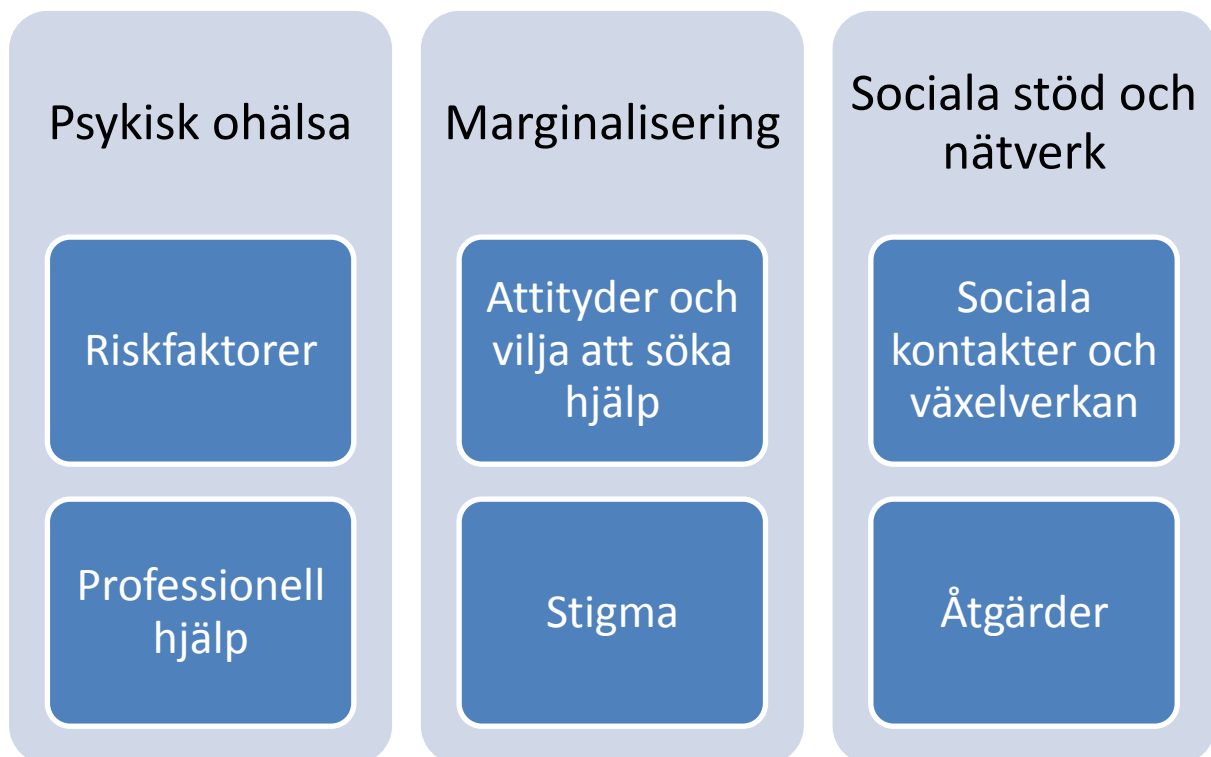 Psykisk ohälsa
Riskfaktorer
Professionell
hjälp
Marginalisering
Attityder och
vilja att söka
hjälp
Stigma
Sociala stöd och
nätverk
Sociala
kontakter och
växelverkan
Åtgärder